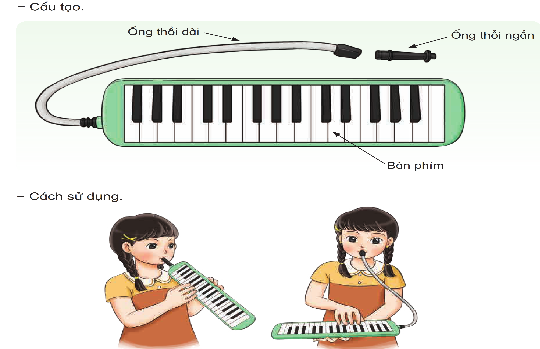 – Cấu tạo.
Ống thổi dài
Ống thổi ngắn
Bàn phím
– Cách sử dụng.